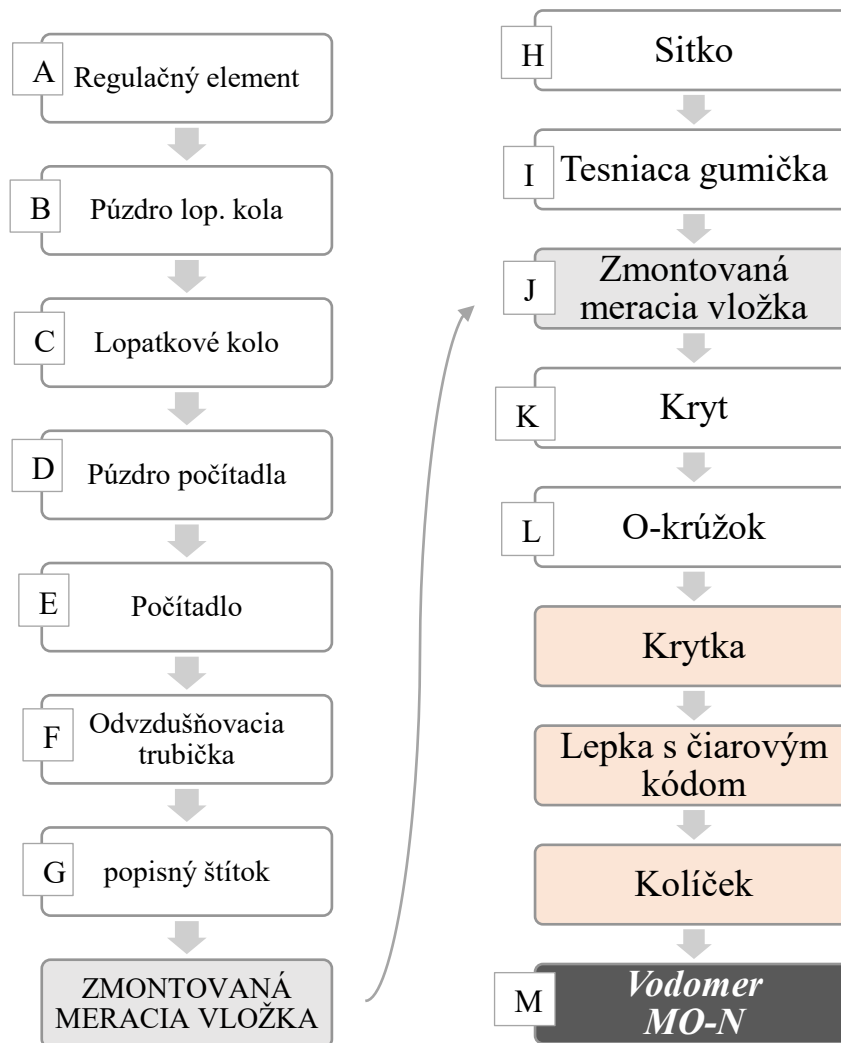 A
Regulačný element
B
Púzdro lop. kola
C
Lopatkové kolo
D
Púzdro počítadla
E
Počítadlo
F
Odvzdušňovacia
trubička
G
popisný štítok
ZMONTOVANÁ
MERACIA VLOŽKA
H
Sitko
I
Tesniaca gumička
J
Zmontovaná
meracia vložka
K
Kryt
L
O-krúžok
Krytka
Lepka s čiarovým
kódom
Kolíček
M
Vodomer
MO-N